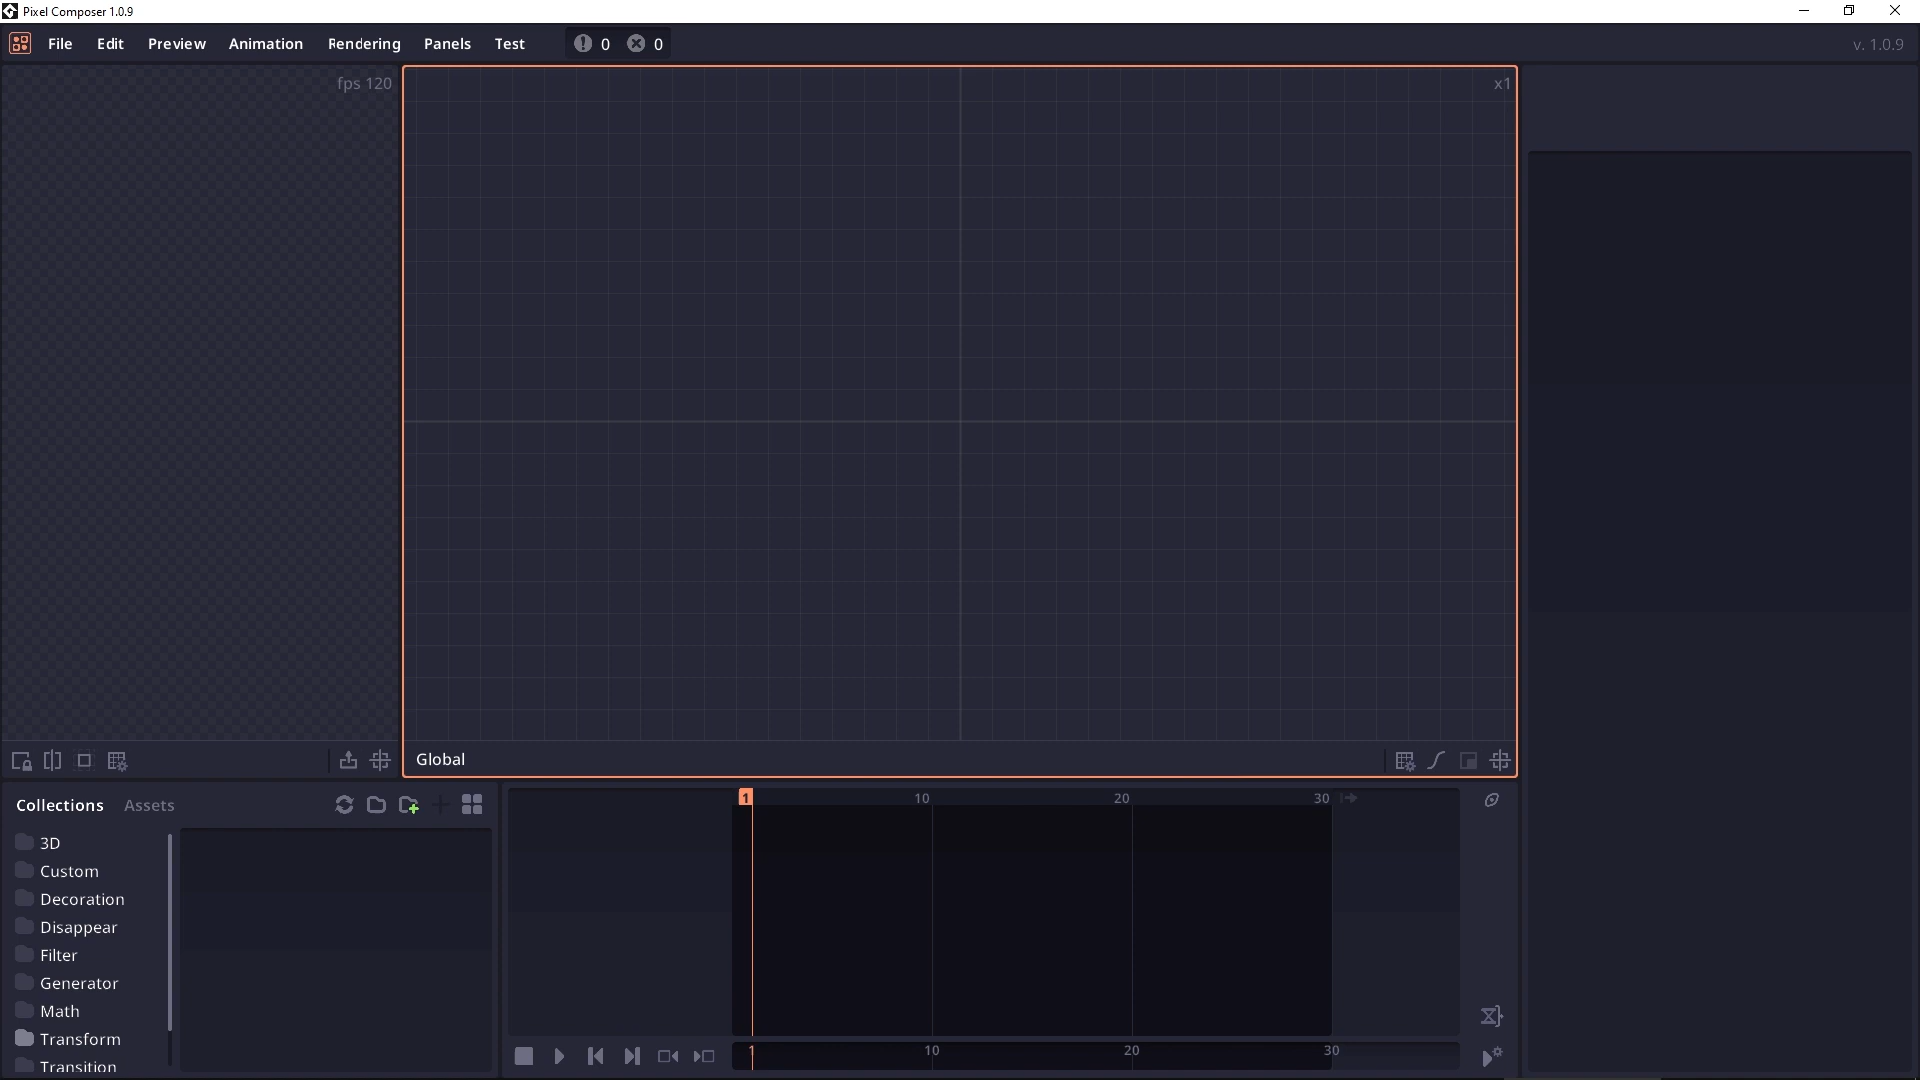 Pixel Composer 1.0.9
File Edit Preview Animation Rendering Panels Test 0 0 v. 1.0.9
fps 120
x1
Global
Collections Assets
3D
Custom
Decoration
Disappear
Filter
Generator
Math
Transform
Transition
1 10 20 30
1 10 20 30